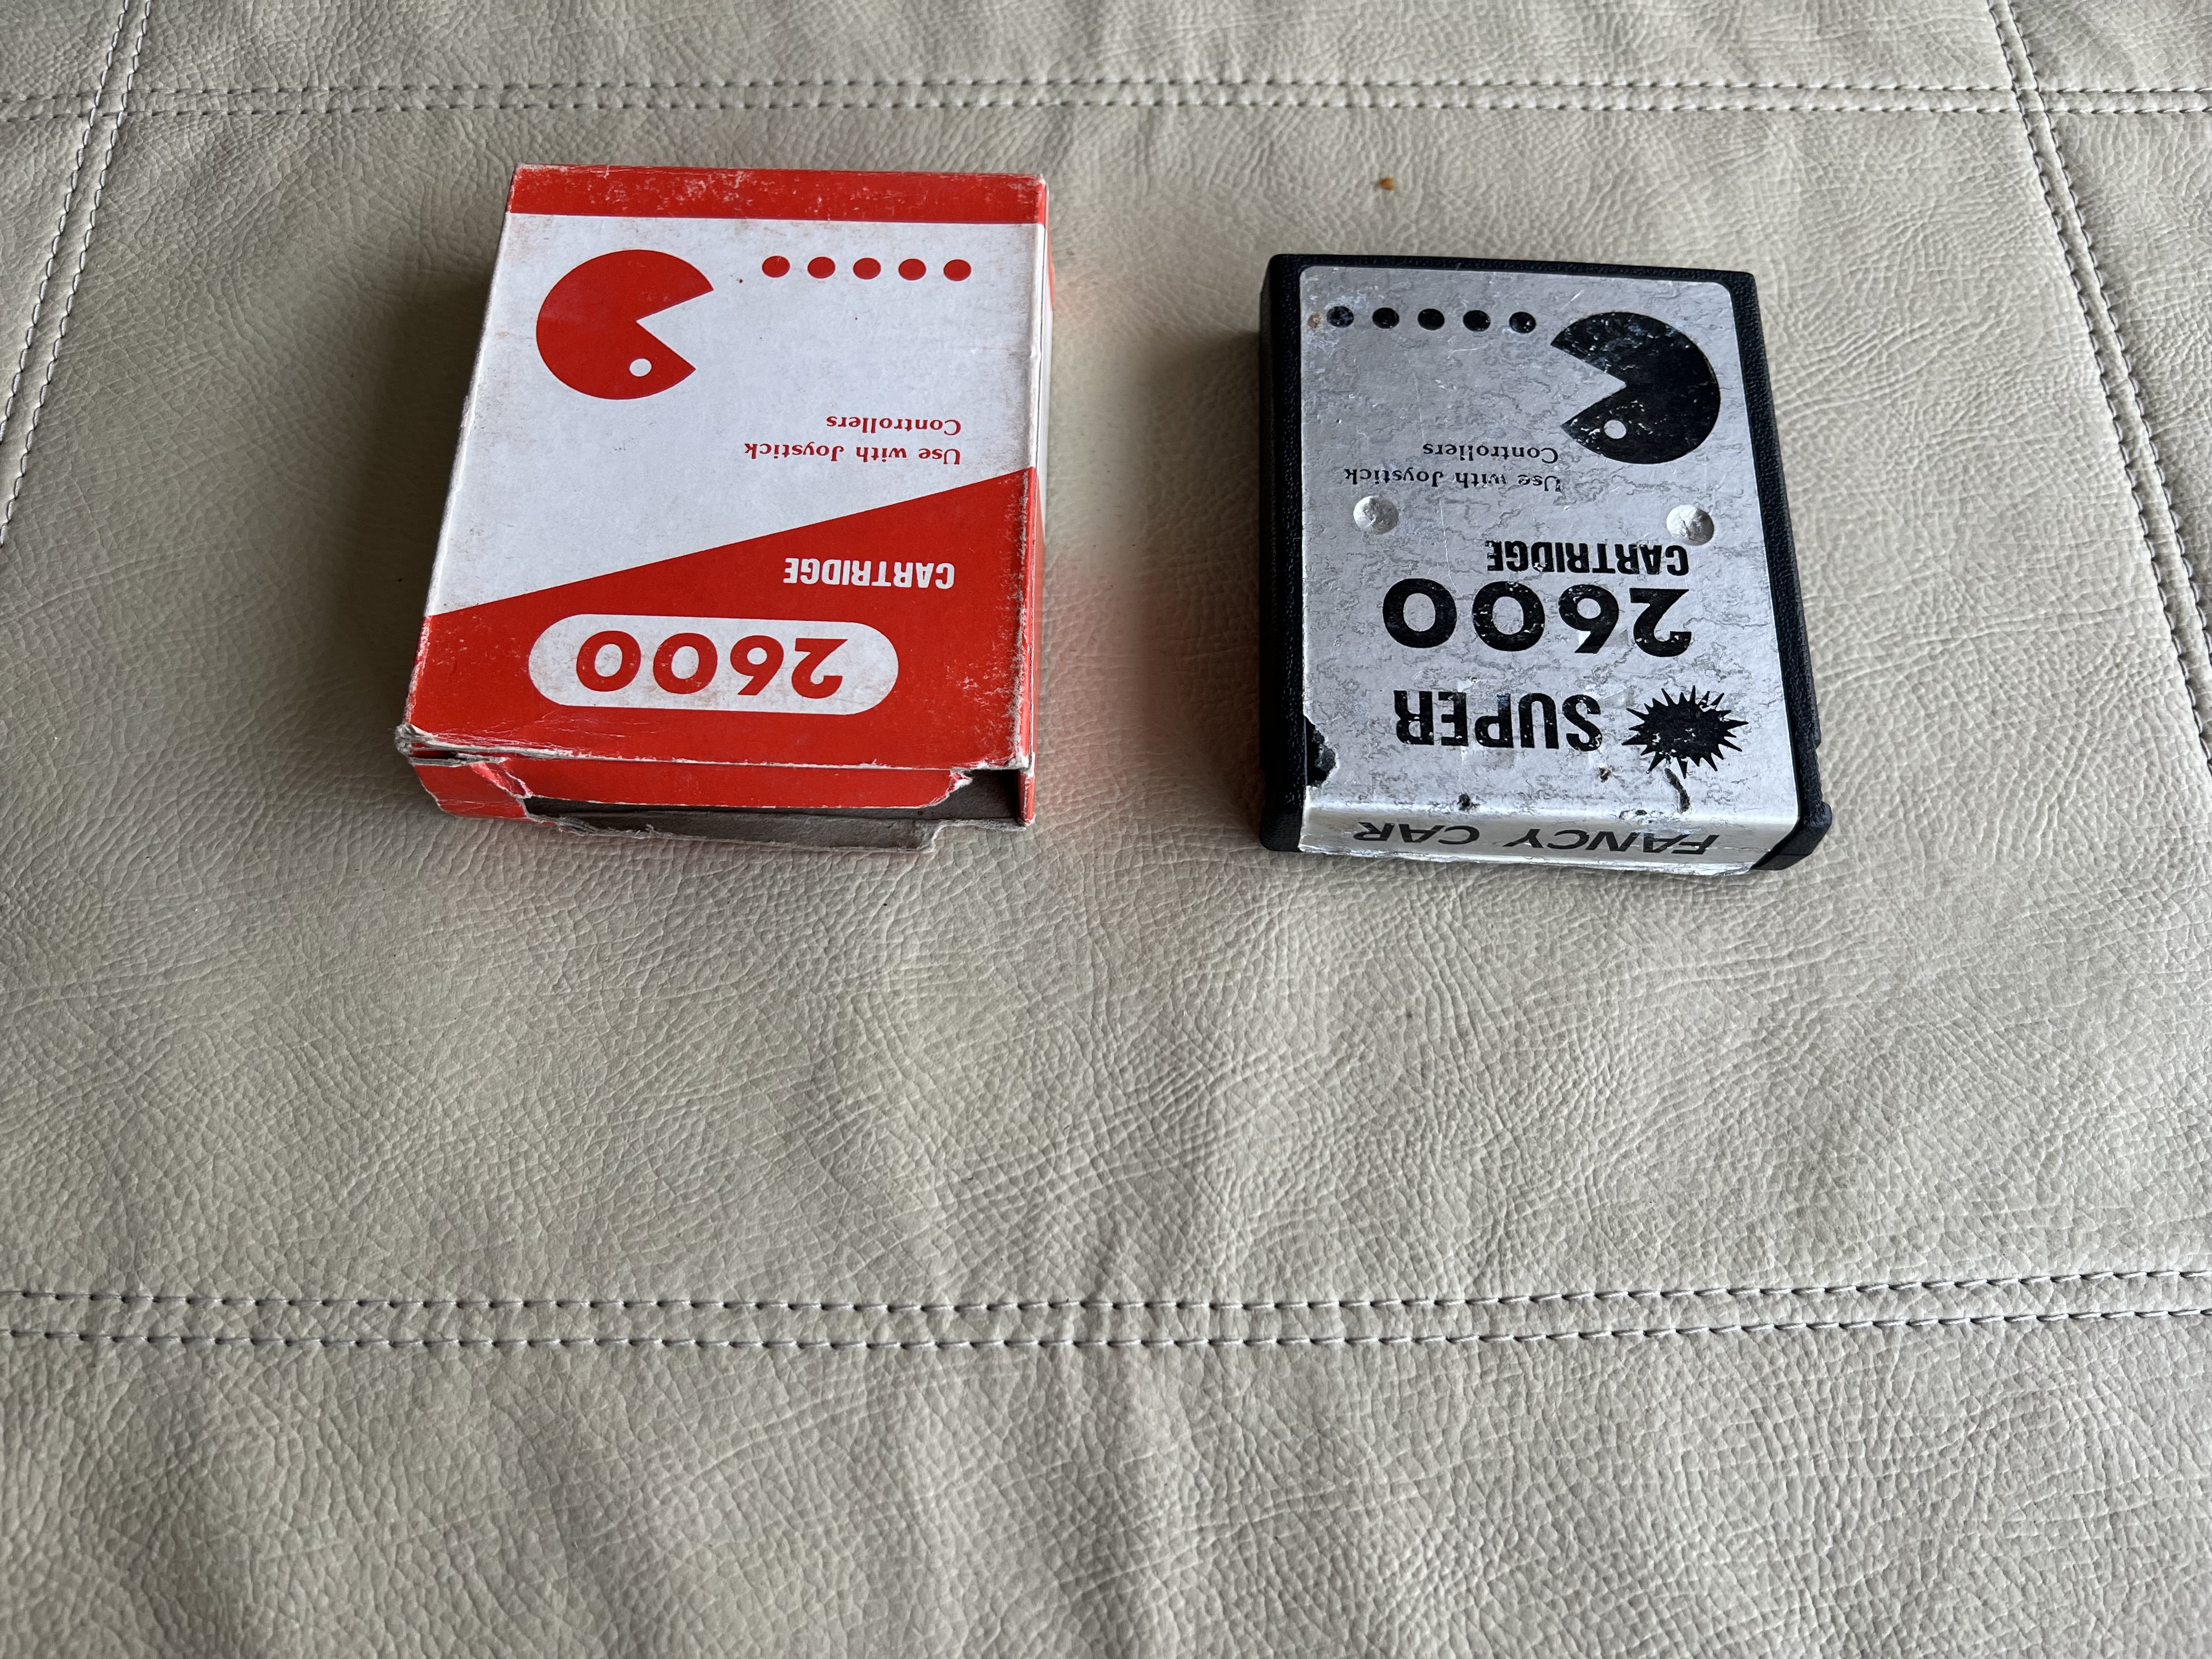 2600
CARTRIDGE
Use with Joystick
Controllers
FANCY CAR
SUPER
2600
CARTRIDGE
Use with Joystick
Controllers